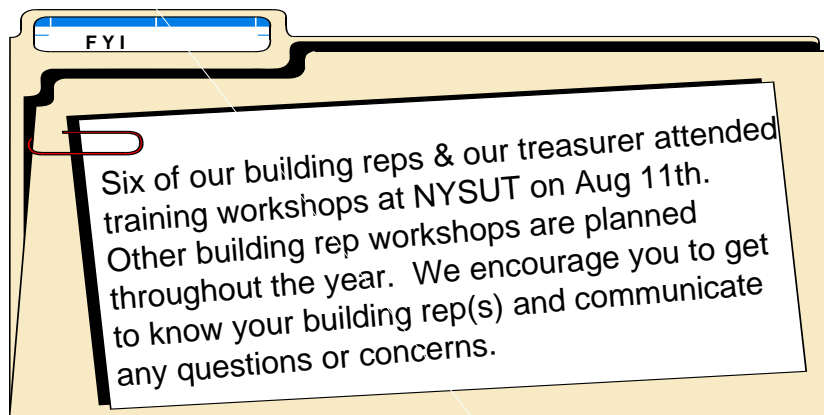 F Y I
Six of our building reps & our treasurer attended
training workshops at NYSUT on Aug 11th.
Other building rep workshops are planned
throughout the year.  We encourage you to get
to know your building rep(s) and communicate
any questions or concerns.